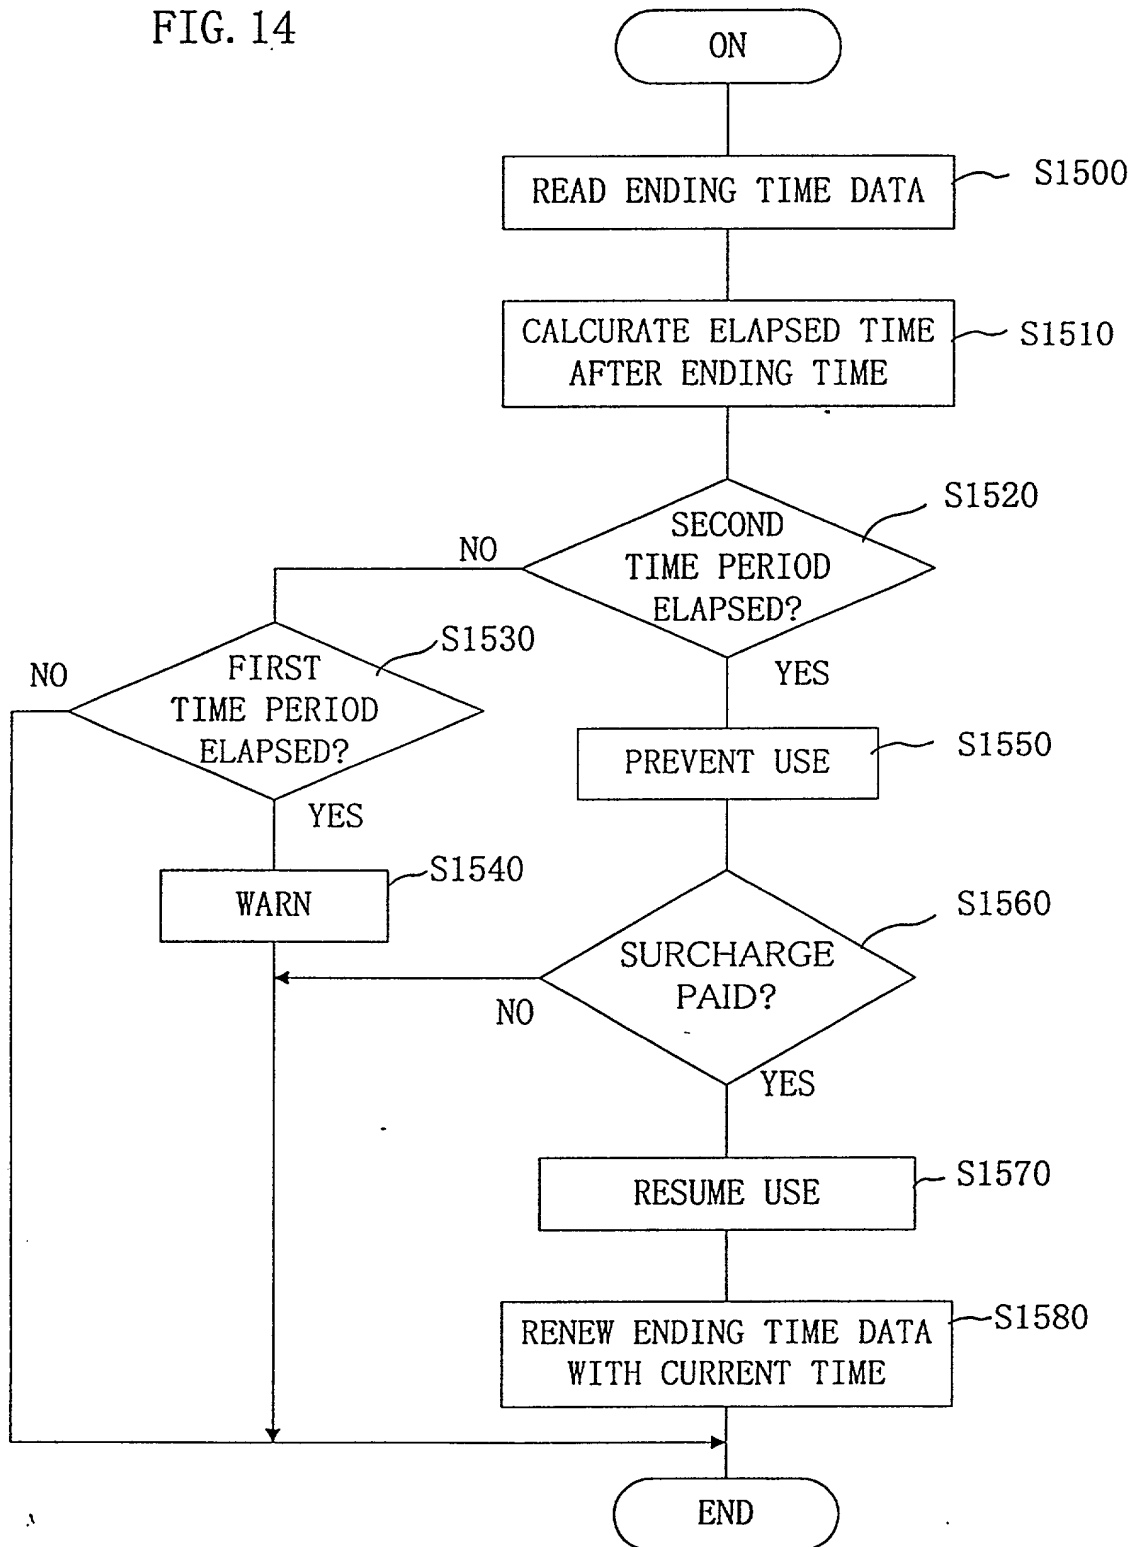 FIG. 14
ON
READ ENDING TIME DATA
S1500
CALCURATE ELAPSED TIME
AFTER ENDING TIME
S1510
SECOND
TIME PERIOD
ELAPSED?
S1520
NO
YES
FIRST
TIME PERIOD
ELAPSED?
S1530
NO
YES
PREVENT USE
S1550
WARN
S1540
SURCHARGE
PAID?
S1560
NO
YES
RESUME USE
S1570
RENEW ENDING TIME DATA
WITH CURRENT TIME
S1580
END